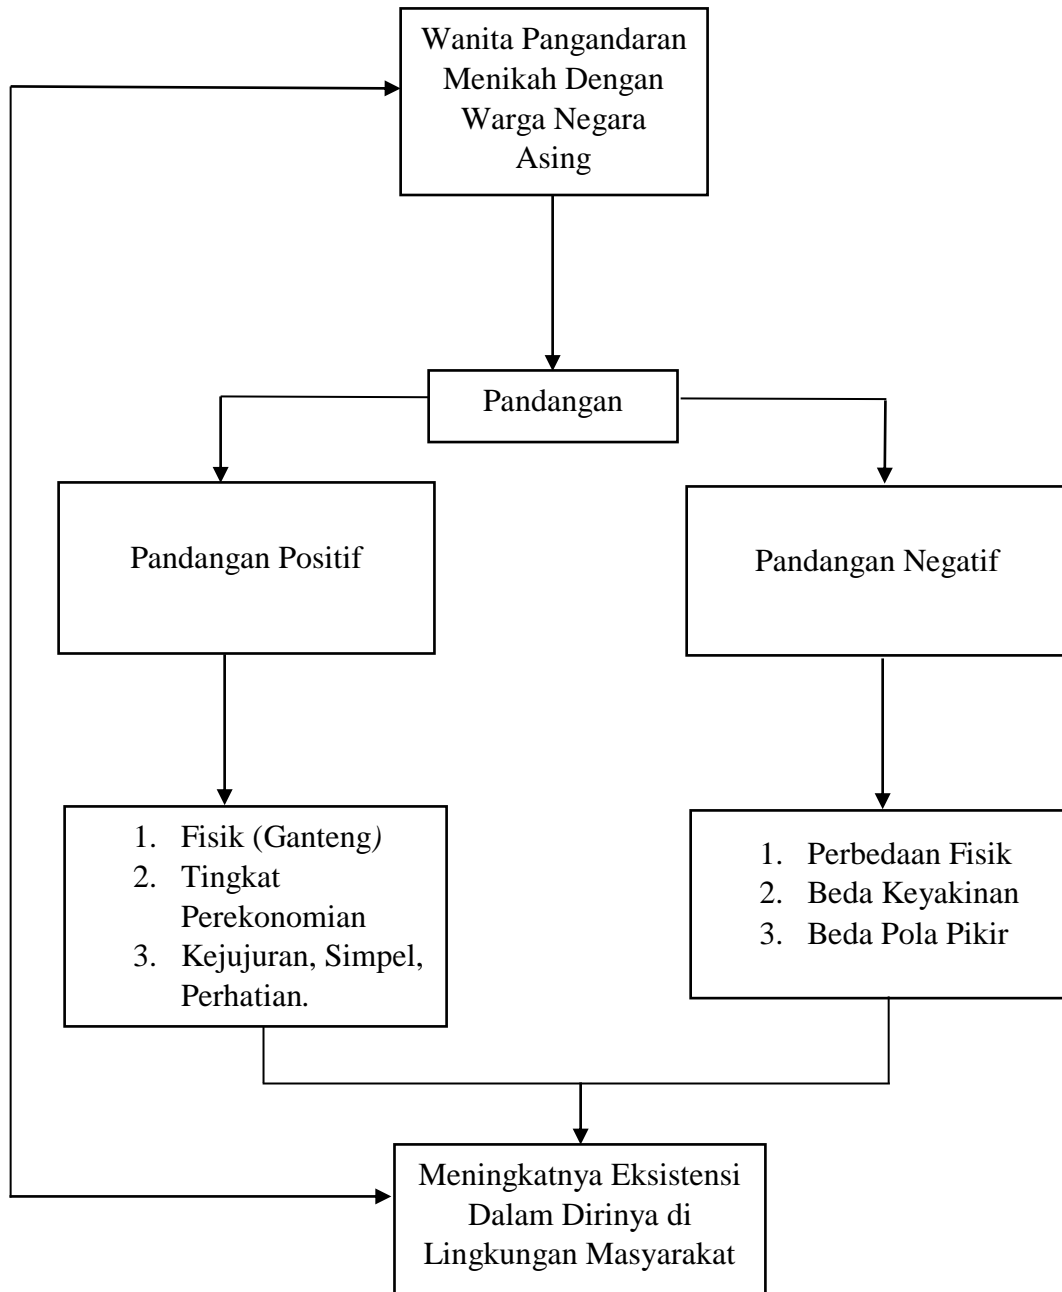 Wanita Pangandaran
Menikah Dengan
Warga Negara
Asing
Pandangan
Pandangan Positif
Pandangan Negatif
1. Fisik (Ganteng)
2. Tingkat
Perekonomian
3. Kejujuran, Simpel,
Perhatian.
1. Perbedaan Fisik
2. Beda Keyakinan
3. Beda Pola Pikir
Meningkatnya Eksistensi
Dalam Dirinya di
Lingkungan Masyarakat